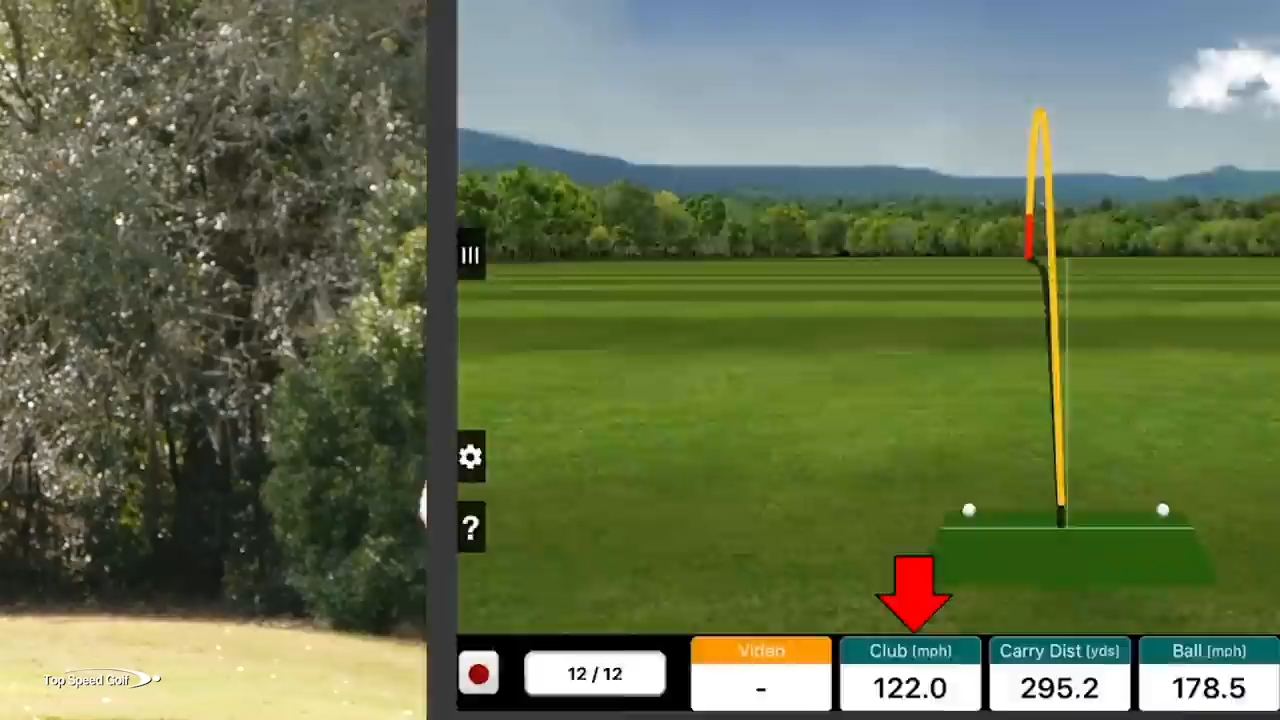 12 / 12
Video
-
Club (mph)
122.0
Carry Dist (yds)
295.2
Ball (mph)
178.5
?
Top Speed Golf